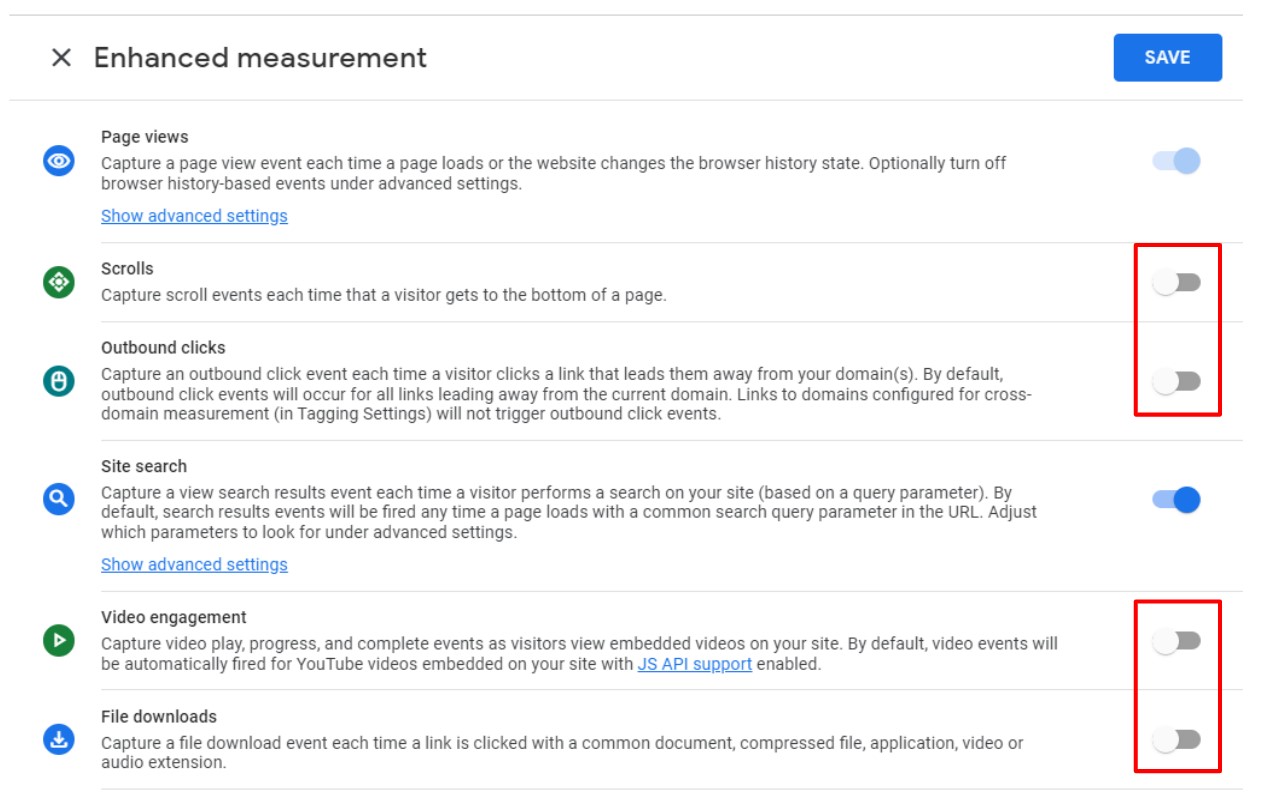 Enhanced measurement
SAVE
Page views
Capture a page view event each time a page loads or the website changes the browser history state. Optionally turn off
browser history-based events under advanced settings.
Show advanced settings
Scrolls
Capture scroll events each time that a visitor gets to the bottom of a page.
Outbound clicks
Capture an outbound click event each time a visitor clicks a link that leads them away from your domain(s). By default,
outbound click events will occur for all links leading away from the current domain. Links to domains configured for cross-
domain measurement (in Tagging Settings) will not trigger outbound click events.
Site search
Capture a view search results event each time a visitor performs a search on your site (based on a query parameter). By
default, search results events will be fired any time a page loads with a common search query parameter in the URL. Adjust
which parameters to look for under advanced settings.
Show advanced settings
Video engagement
Capture video play, progress, and complete events as visitors view embedded videos on your site. By default, video events will
be automatically fired for YouTube videos embedded on your site with JS API support enabled.
File downloads
Capture a file download event each time a link is clicked with a common document, compressed file, application, video or
audio extension.